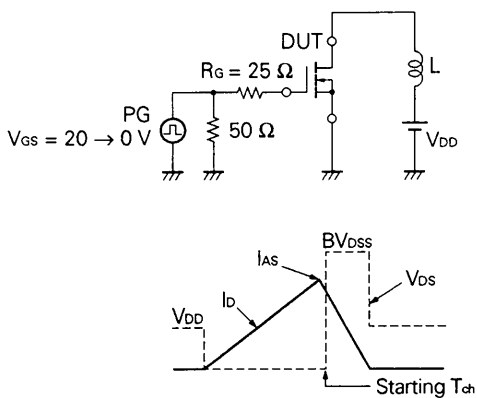 DUT
RG = 25 Ω
L
PG
50 Ω
VGS = 20 → 0 V
VDD
BVDSS
IAS
VDS
ID
VDD
Starting Tch